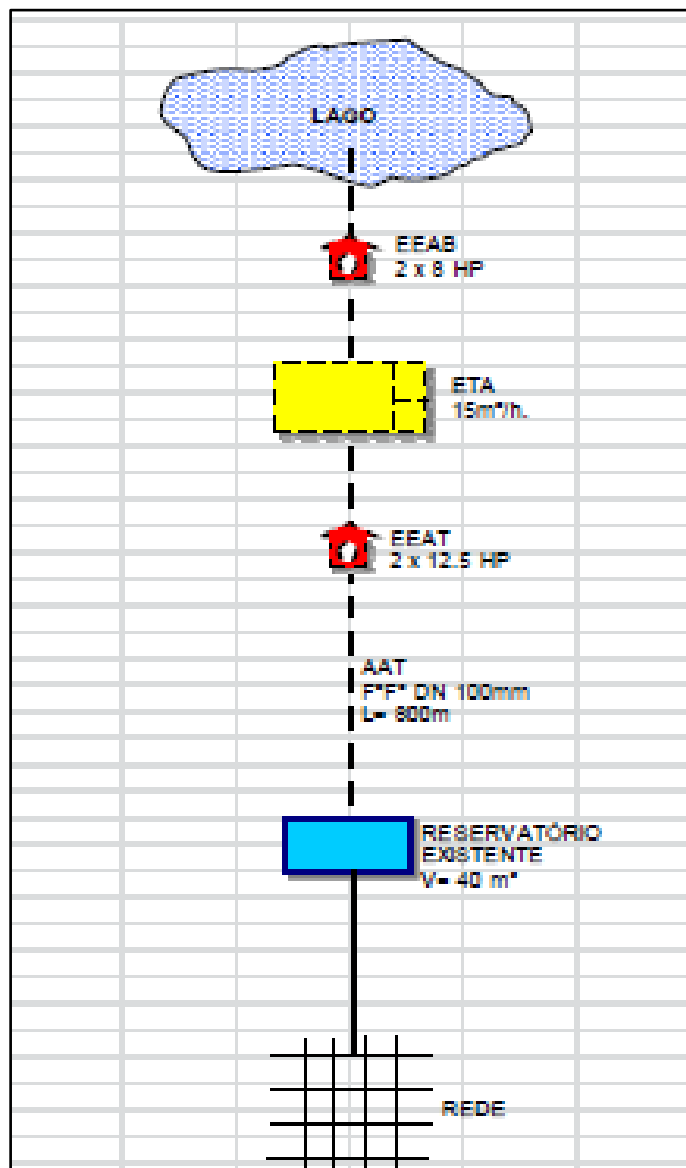 LAGO
EEAB
2 x 8 HP
ETA
15m³/h.
EEAT
2 x 12.5 HP
AAT
F°F° DN 100mm
L= 800m
RESERVATÓRIO
EXISTENTE
V= 40 m³
REDE